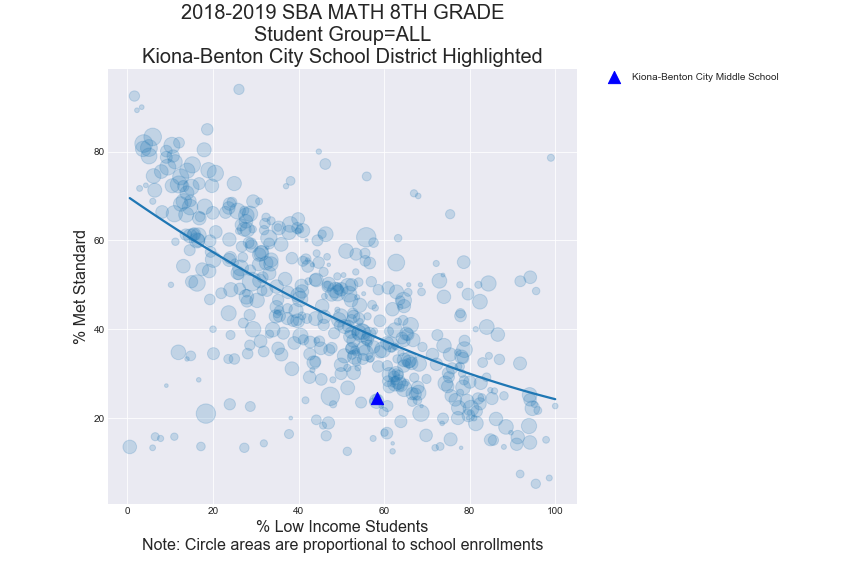 2018-2019 SBA MATH 8TH GRADE
Student Group=ALL
Kiona-Benton City School District Highlighted
Kiona-Benton City Middle School
% Met Standard
80
60
40
20
0
20
40
60
80
100
% Low Income Students
Note: Circle areas are proportional to school enrollments